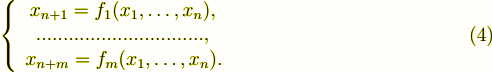 x_{n+1} = f_1(x_1, ..., x_n),
..............................., (4)
x_{n+m} = f_m(x_1, ..., x_n).